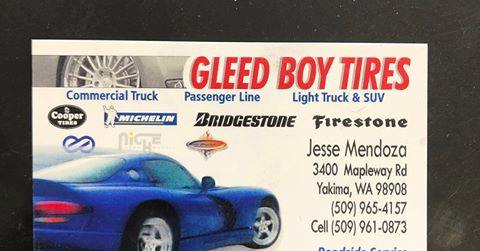 GLEED BOY TIRES
Commercial Truck Passenger Line Light Truck & SUV
Cooper TIRES MICHELIN BRIDGESTONE Firestone
NICHE
Jesse Mendoza
3400 Mapleway Rd
Yakima, WA 98908
(509) 965-4157
Cell (509) 961-0873
Roadside Service